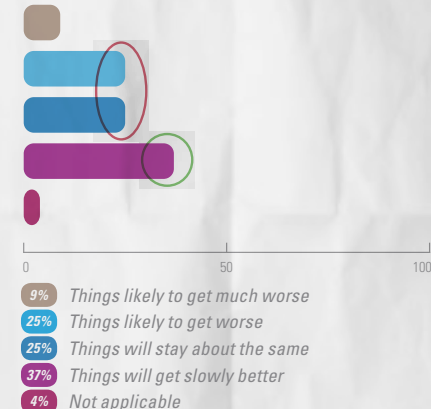 0 50 100
9% Things likely to get much worse
25% Things likely to get worse
25% Things will stay about the same
37% Things will get slowly better
4% Not applicable